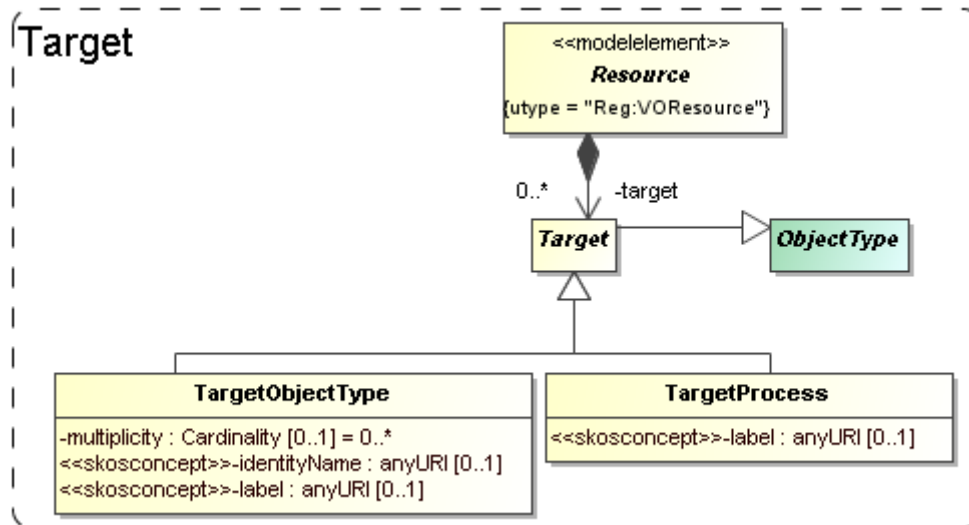 Target
<<modelelement>>
Resource
{utype = "Reg:VOResource"}
0..*
-target
Target
ObjectType
TargetObjectType
-multiplicity : Cardinality [0..1] = 0..*
<<skosconcept>>-identityName : anyURI [0..1]
<<skosconcept>>-label : anyURI [0..1]
TargetProcess
<<skosconcept>>-label : anyURI [0..1]